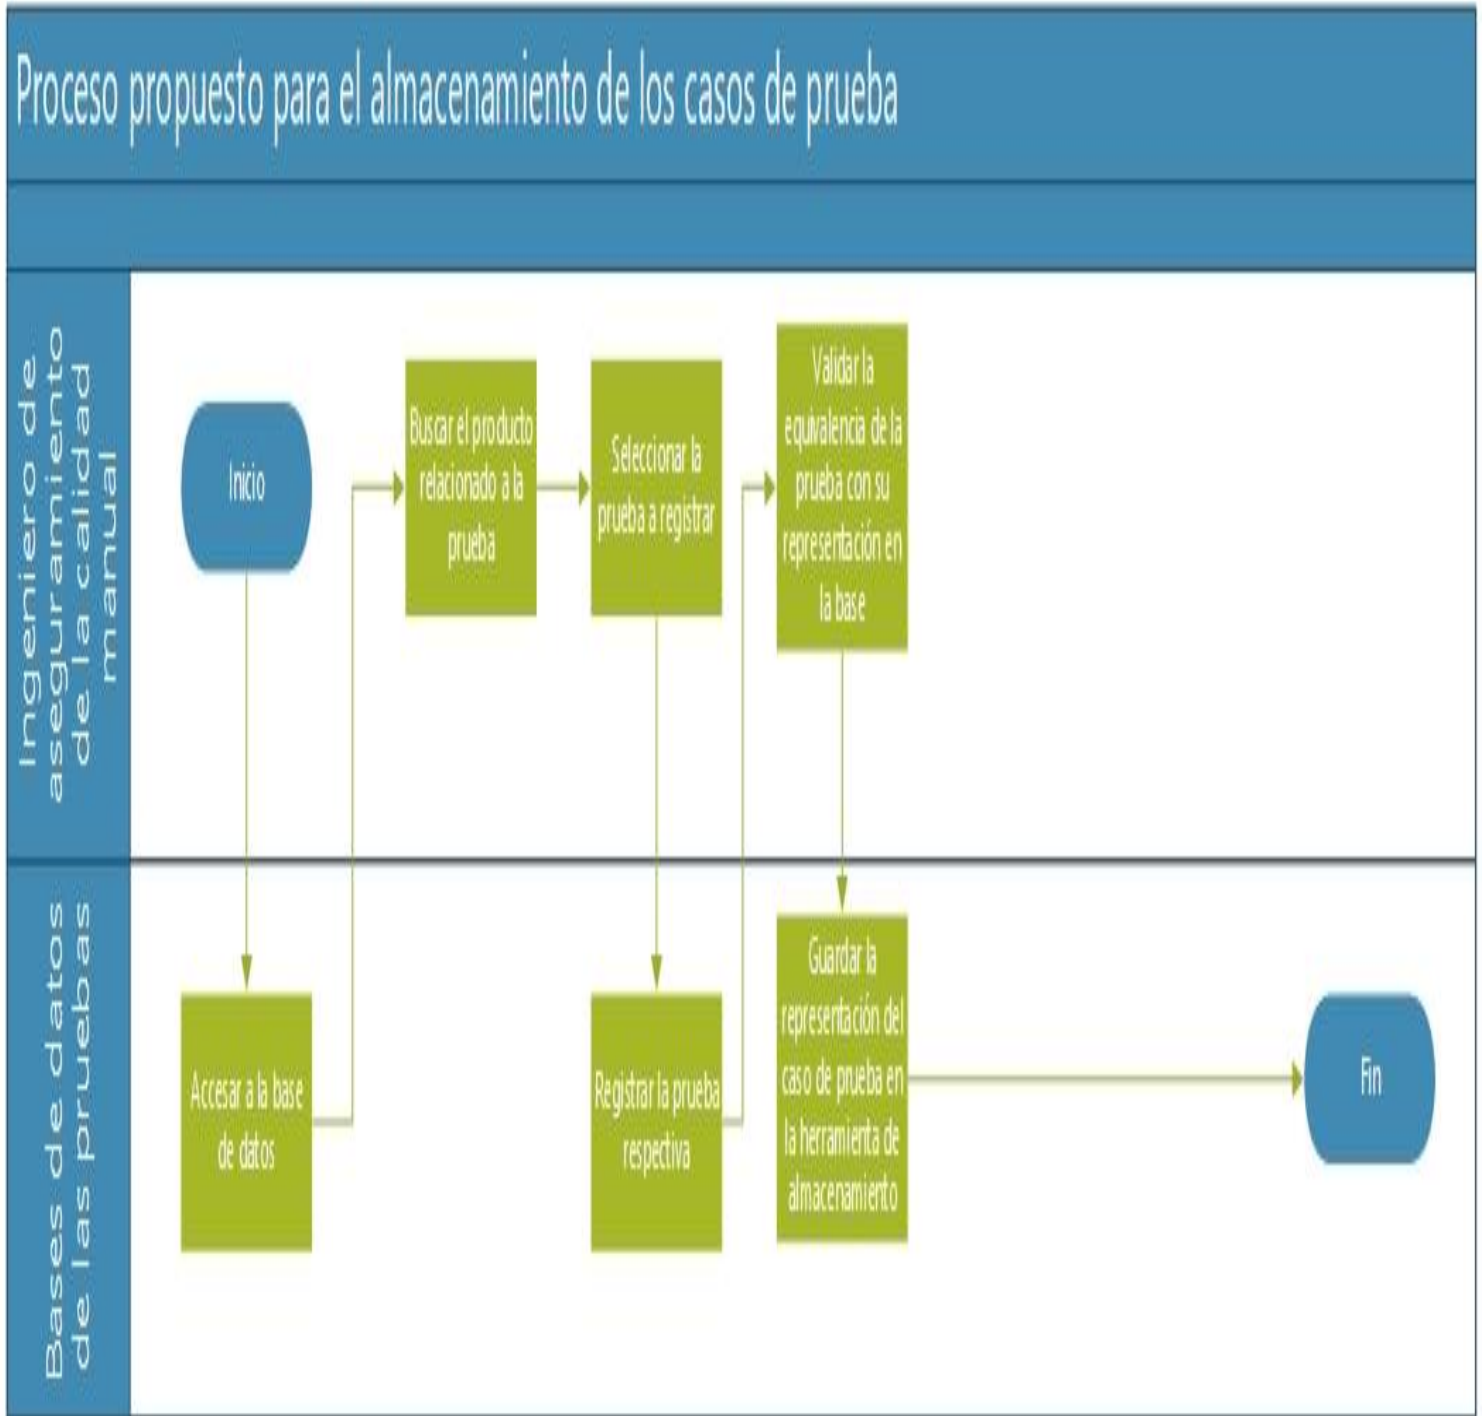 Proceso propuesto para el almacenamiento de los casos de prueba
Ingeniero de
aseguramiento
de la calidad
manual
Inicio
Buscar el producto
relacionado a la
prueba
Seleccionar la
prueba a registrar
Validar la
equivalencia de la
prueba con su
representación en
la base
Bases de datos
de las pruebas
Accesar a la base
de datos
Registrar la prueba
respectiva
Guardar la
representación del
caso de prueba en
la herramienta de
almacenamiento
Fin